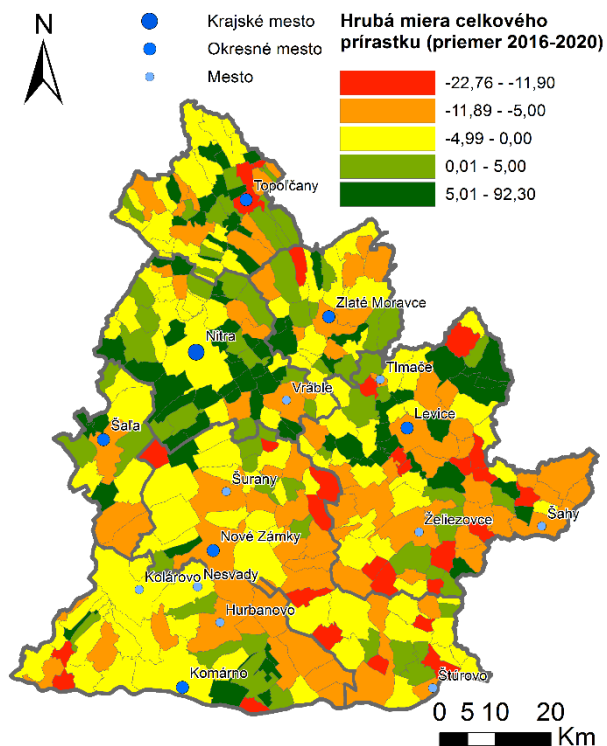 N
Krajské mesto
Okresné mesto
Mesto
Hrubá miera celkového
prírastku (priemer 2016-2020)
-22,76 - -11,90
-11,89 - -5,00
-4,99 - 0,00
0,01 - 5,00
5,01 - 92,30
Topoľčany
Zlaté Moravce
Nitra
Tlmače
Vráble
Levice
Šaľa
Šurany
Želiezovce
Šahy
Nové Zámky
Kolárovo
Nesvady
Hurbanovo
Komárno
Štúrovo
0 5 10 20
Km